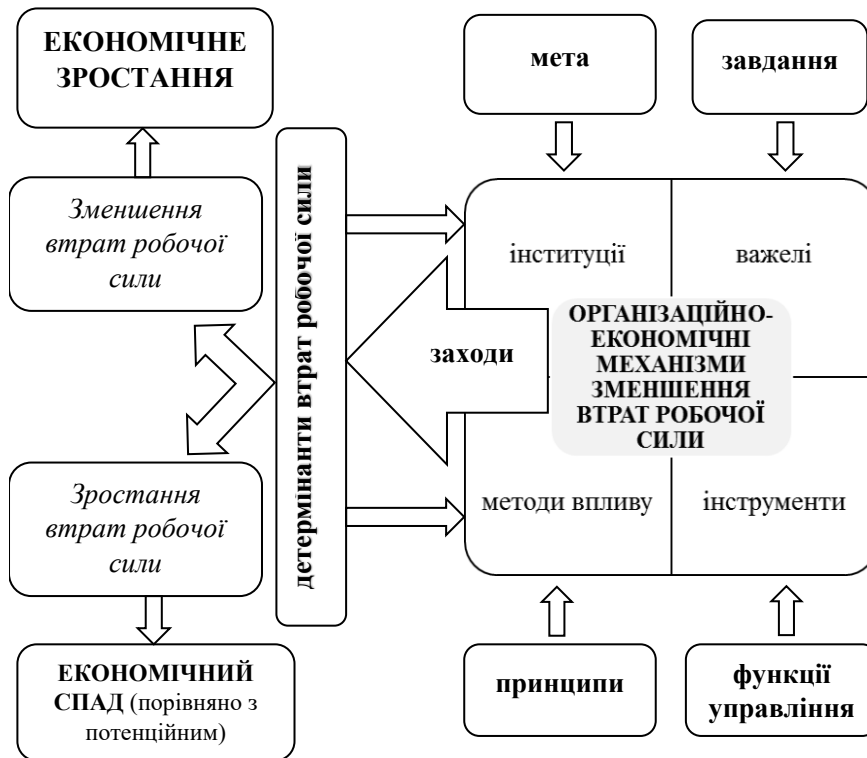 ЕКОНОМІЧНЕ
ЗРОСТАННЯ
мета
завдання
Зменшення
втрат робочої
сили
детермінанти втрат робочої сили
інституції
важелі
заходи
ОРГАНІЗАЦІЙНО-
ЕКОНОМІЧНІ
МЕХАНІЗМИ
ЗМЕНШЕННЯ
ВТРАТ РОБОЧОЇ
СИЛИ
Зростання
втрат робочої
сили
методи впливу
інструменти
ЕКОНОМІЧНИЙ
СПАД (порівняно з
потенційним)
принципи
функції
управління